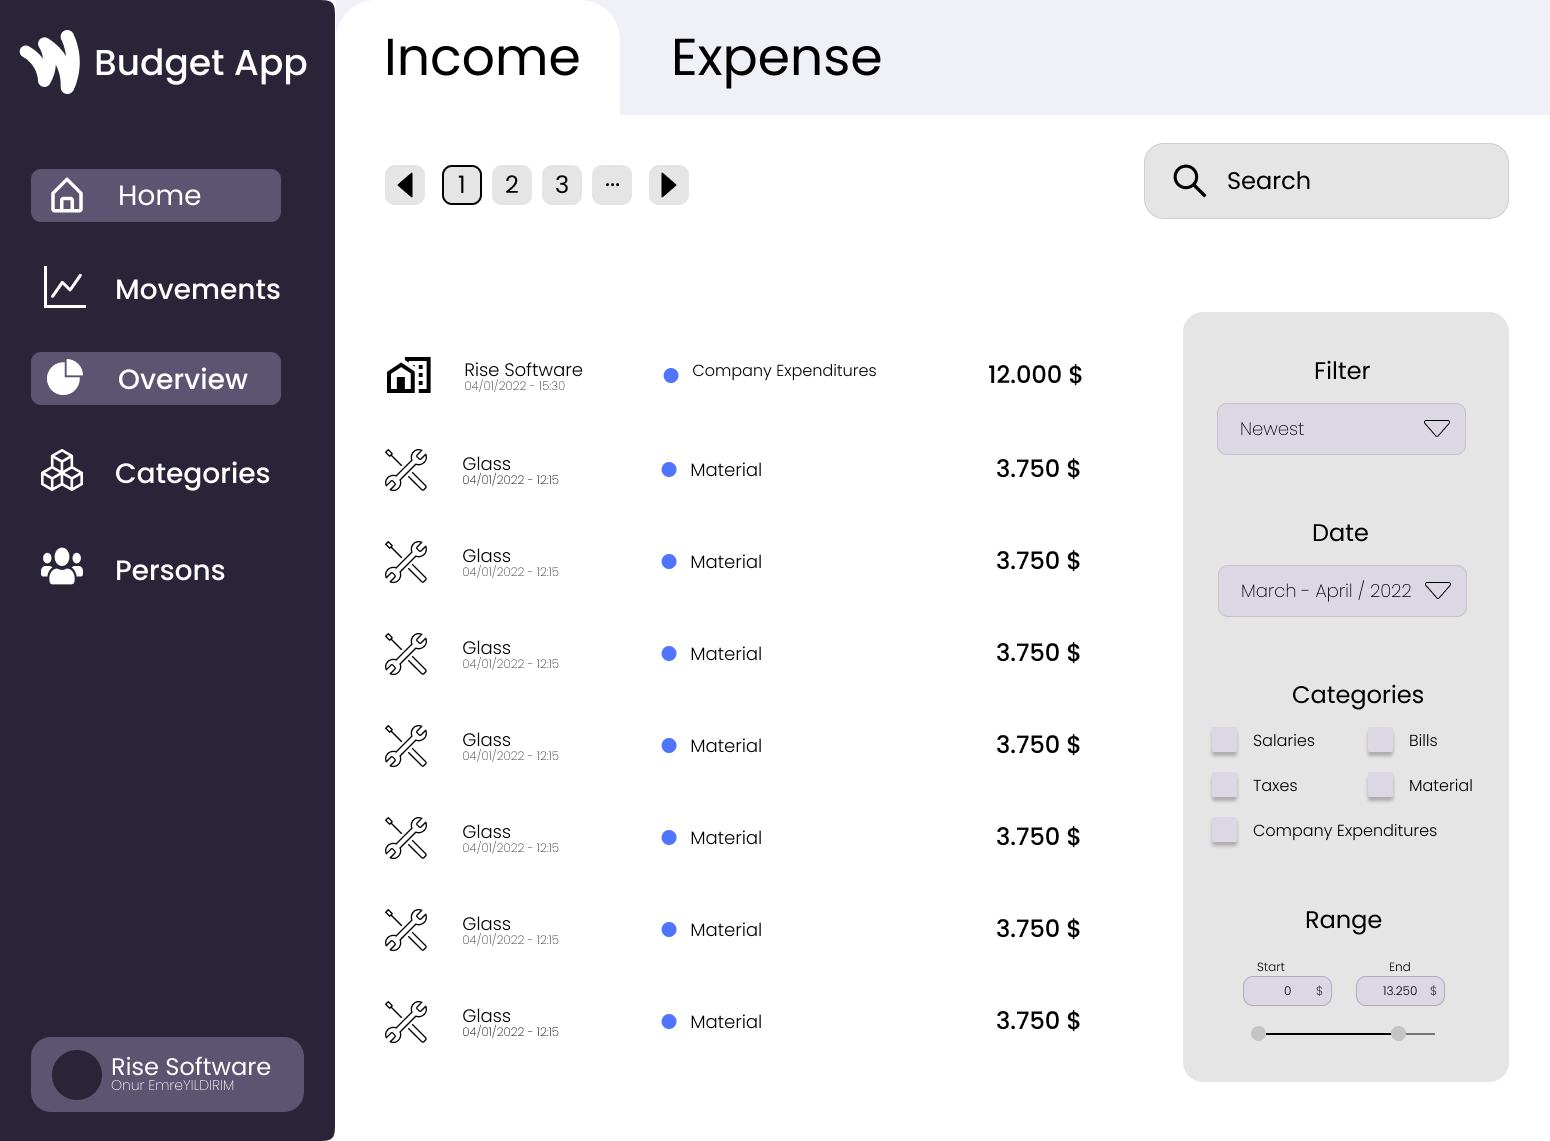 Budget App
Home
Movements
Overview
Categories
Persons
Rise Software
Onur EmreYILDIRIM
Income
Expense
1 2 3 ...
Search
Rise Software
04/01/2022 - 15:30
Company Expenditures
12.000 $
Glass
04/01/2022 - 12:15
Material
3.750 $
Glass
04/01/2022 - 12:15
Material
3.750 $
Glass
04/01/2022 - 12:15
Material
3.750 $
Glass
04/01/2022 - 12:15
Material
3.750 $
Glass
04/01/2022 - 12:15
Material
3.750 $
Glass
04/01/2022 - 12:15
Material
3.750 $
Glass
04/01/2022 - 12:15
Material
3.750 $
Filter
Newest
Date
March - April / 2022
Categories
Salaries
Bills
Taxes
Material
Company Expenditures
Range
Start
End
0 $
13.250 $